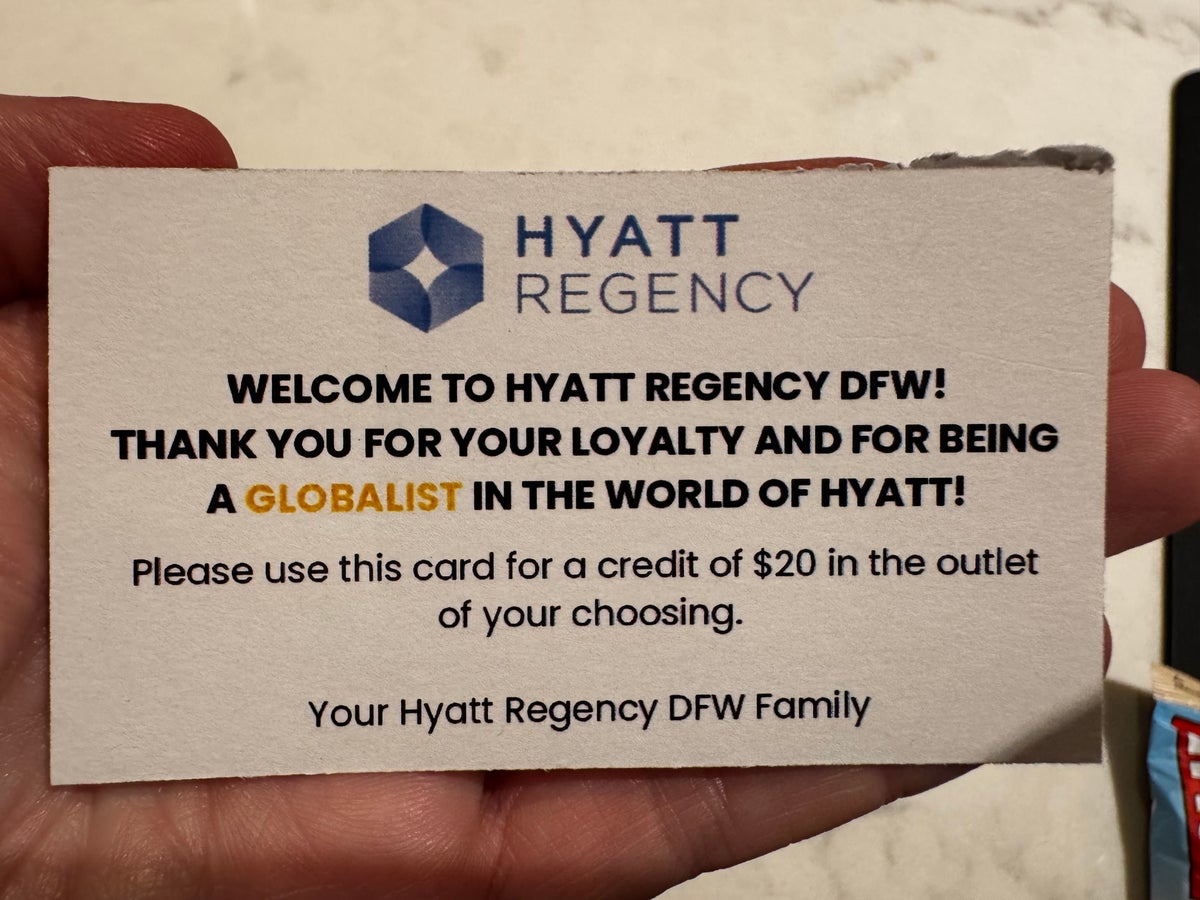 HYATT
REGENCY
WELCOME TO HYATT REGENCY DFW!
THANK YOU FOR YOUR LOYALTY AND FOR BEING
A GLOBALIST IN THE WORLD OF HYATT!
Please use this card for a credit of $20 in the outlet
of your choosing.
Your Hyatt Regency DFW Family